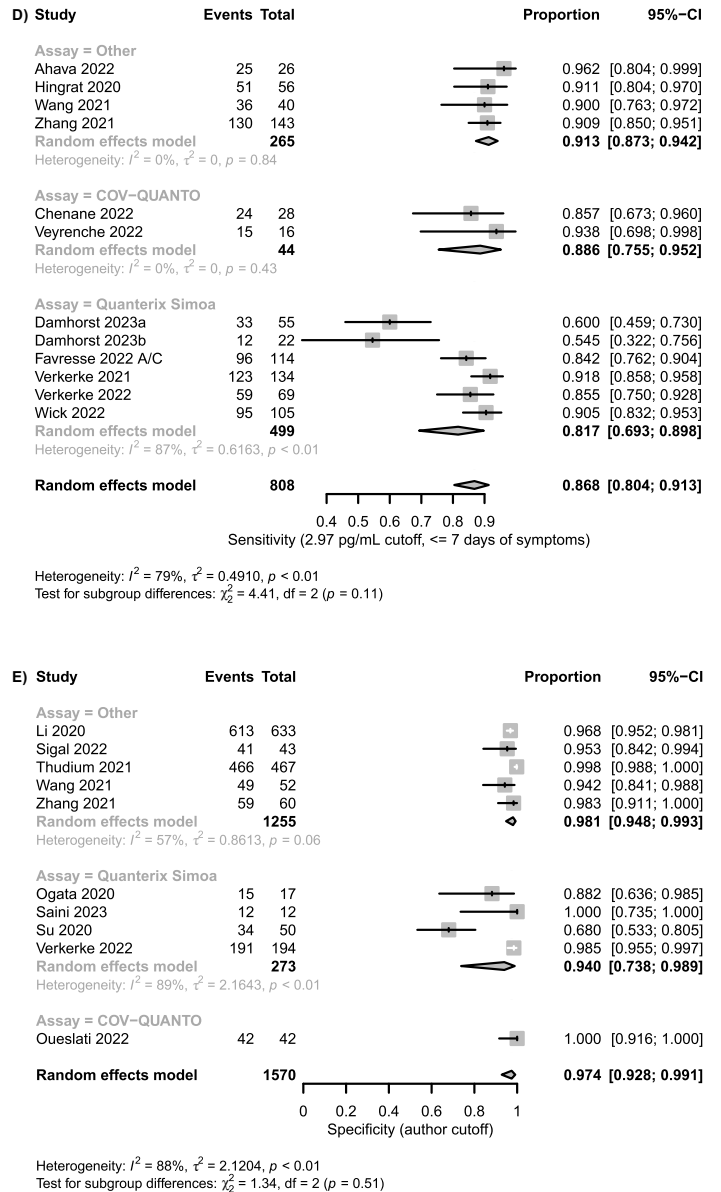 D) Study Events Total Proportion 95%−CI
Assay = Other
Ahava 2022 25 26 0.962 [0.804; 0.999]
Hingrat 2020 51 56 0.911 [0.804; 0.970]
Wang 2021 36 40 0.900 [0.763; 0.972]
Zhang 2021 130 143 0.909 [0.850; 0.951]
Random effects model 265 0.913 [0.873; 0.942]
Heterogeneity: I² = 0%, τ² = 0, p = 0.84
Assay = COV−QUANTO
Chenane 2022 24 28 0.857 [0.673; 0.960]
Veyrenche 2022 15 16 0.938 [0.698; 0.998]
Random effects model 44 0.886 [0.755; 0.952]
Heterogeneity: I² = 0%, τ² = 0, p = 0.43
Assay = Quanterix Simoa
Damhorst 2023a 33 55 0.600 [0.459; 0.730]
Damhorst 2023b 12 22 0.545 [0.322; 0.756]
Favresse 2022 A/C 96 114 0.842 [0.762; 0.904]
Verkerke 2021 123 134 0.918 [0.858; 0.958]
Verkerke 2022 59 69 0.855 [0.750; 0.928]
Wick 2022 95 105 0.905 [0.832; 0.953]
Random effects model 499 0.817 [0.693; 0.898]
Heterogeneity: I² = 87%, τ² = 0.6163, p < 0.01
Random effects model 808 0.868 [0.804; 0.913]
0.4 0.5 0.6 0.7 0.8 0.9
Sensitivity (2.97 pg/mL cutoff, <= 7 days of symptoms)
Heterogeneity: I² = 79%, τ² = 0.4910, p < 0.01
Test for subgroup differences: χ²₂ = 4.41, df = 2 (p = 0.11)
E) Study Events Total Proportion 95%−CI
Assay = Other
Li 2020 613 633 0.968 [0.952; 0.981]
Sigal 2022 41 43 0.953 [0.842; 0.994]
Thudium 2021 466 467 0.998 [0.988; 1.000]
Wang 2021 49 52 0.942 [0.841; 0.988]
Zhang 2021 59 60 0.983 [0.911; 1.000]
Random effects model 1255 0.981 [0.948; 0.993]
Heterogeneity: I² = 57%, τ² = 0.8613, p = 0.06
Assay = Quanterix Simoa
Ogata 2020 15 17 0.882 [0.636; 0.985]
Saini 2023 12 12 1.000 [0.735; 1.000]
Su 2020 34 50 0.680 [0.533; 0.805]
Verkerke 2022 191 194 0.985 [0.955; 0.997]
Random effects model 273 0.940 [0.738; 0.989]
Heterogeneity: I² = 89%, τ² = 2.1643, p < 0.01
Assay = COV−QUANTO
Oueslati 2022 42 42 1.000 [0.916; 1.000]
Random effects model 1570 0.974 [0.928; 0.991]
0 0.2 0.4 0.6 0.8 1
Specificity (author cutoff)
Heterogeneity: I² = 88%, τ² = 2.1204, p < 0.01
Test for subgroup differences: χ²₂ = 1.34, df = 2 (p = 0.51)